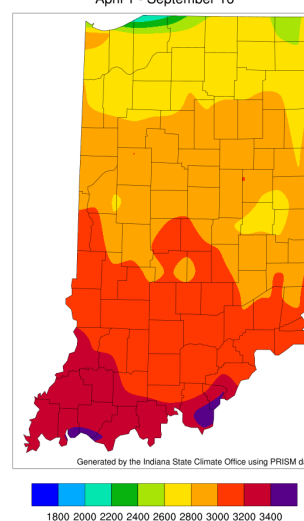 April 1 - September 16
Generated by the Indiana State Climate Office using PRISM d
1800 2000 2200 2400 2600 2800 3000 3200 3400